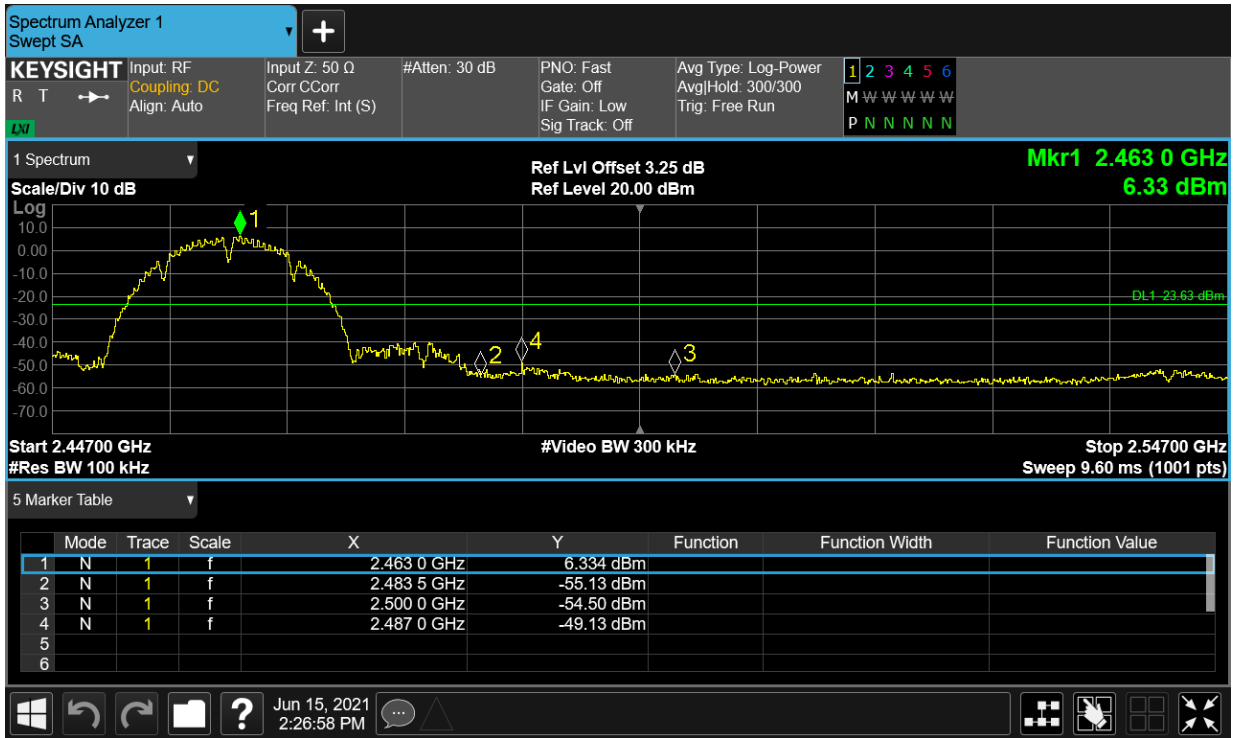 Spectrum Analyzer 1
Swept SA
KEYSIGHT
R T
LXI
Input: RF
Coupling: DC
Align: Auto
Input Z: 50 Ω
Corr CCorr
Freq Ref: Int (S)
#Atten: 30 dB
PNO: Fast
Gate: Off
IF Gain: Low
Sig Track: Off
Avg Type: Log-Power
Avg|Hold: 300/300
Trig: Free Run
1 2 3 4 5 6
M W W W W W
P N N N N N
1 Spectrum
Scale/Div 10 dB
Ref Lvl Offset 3.25 dB
Ref Level 20.00 dBm
Mkr1 2.463 0 GHz
6.33 dBm
Log
10.0
0.00
-10.0
-20.0
-30.0
-40.0
-50.0
-60.0
-70.0
1
2
4
3
DL1 -23.63 dBm
Start 2.44700 GHz
#Res BW 100 kHz
#Video BW 300 kHz
Stop 2.54700 GHz
Sweep 9.60 ms (1001 pts)
5 Marker Table
Mode Trace Scale X Y Function Function Width Function Value
1 N 1 f 2.463 0 GHz 6.334 dBm
2 N 1 f 2.483 5 GHz -55.13 dBm
3 N 1 f 2.500 0 GHz -54.50 dBm
4 N 1 f 2.487 0 GHz -49.13 dBm
5
6
?
Jun 15, 2021
2:26:58 PM